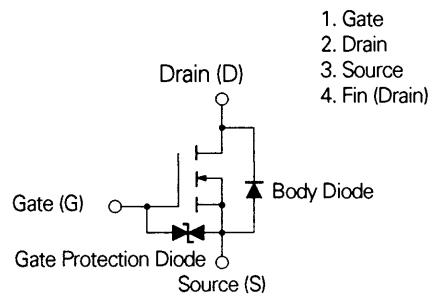 1. Gate
2. Drain
3. Source
4. Fin (Drain)
Drain (D)
Body Diode
Gate (G)
Gate Protection Diode
Source (S)